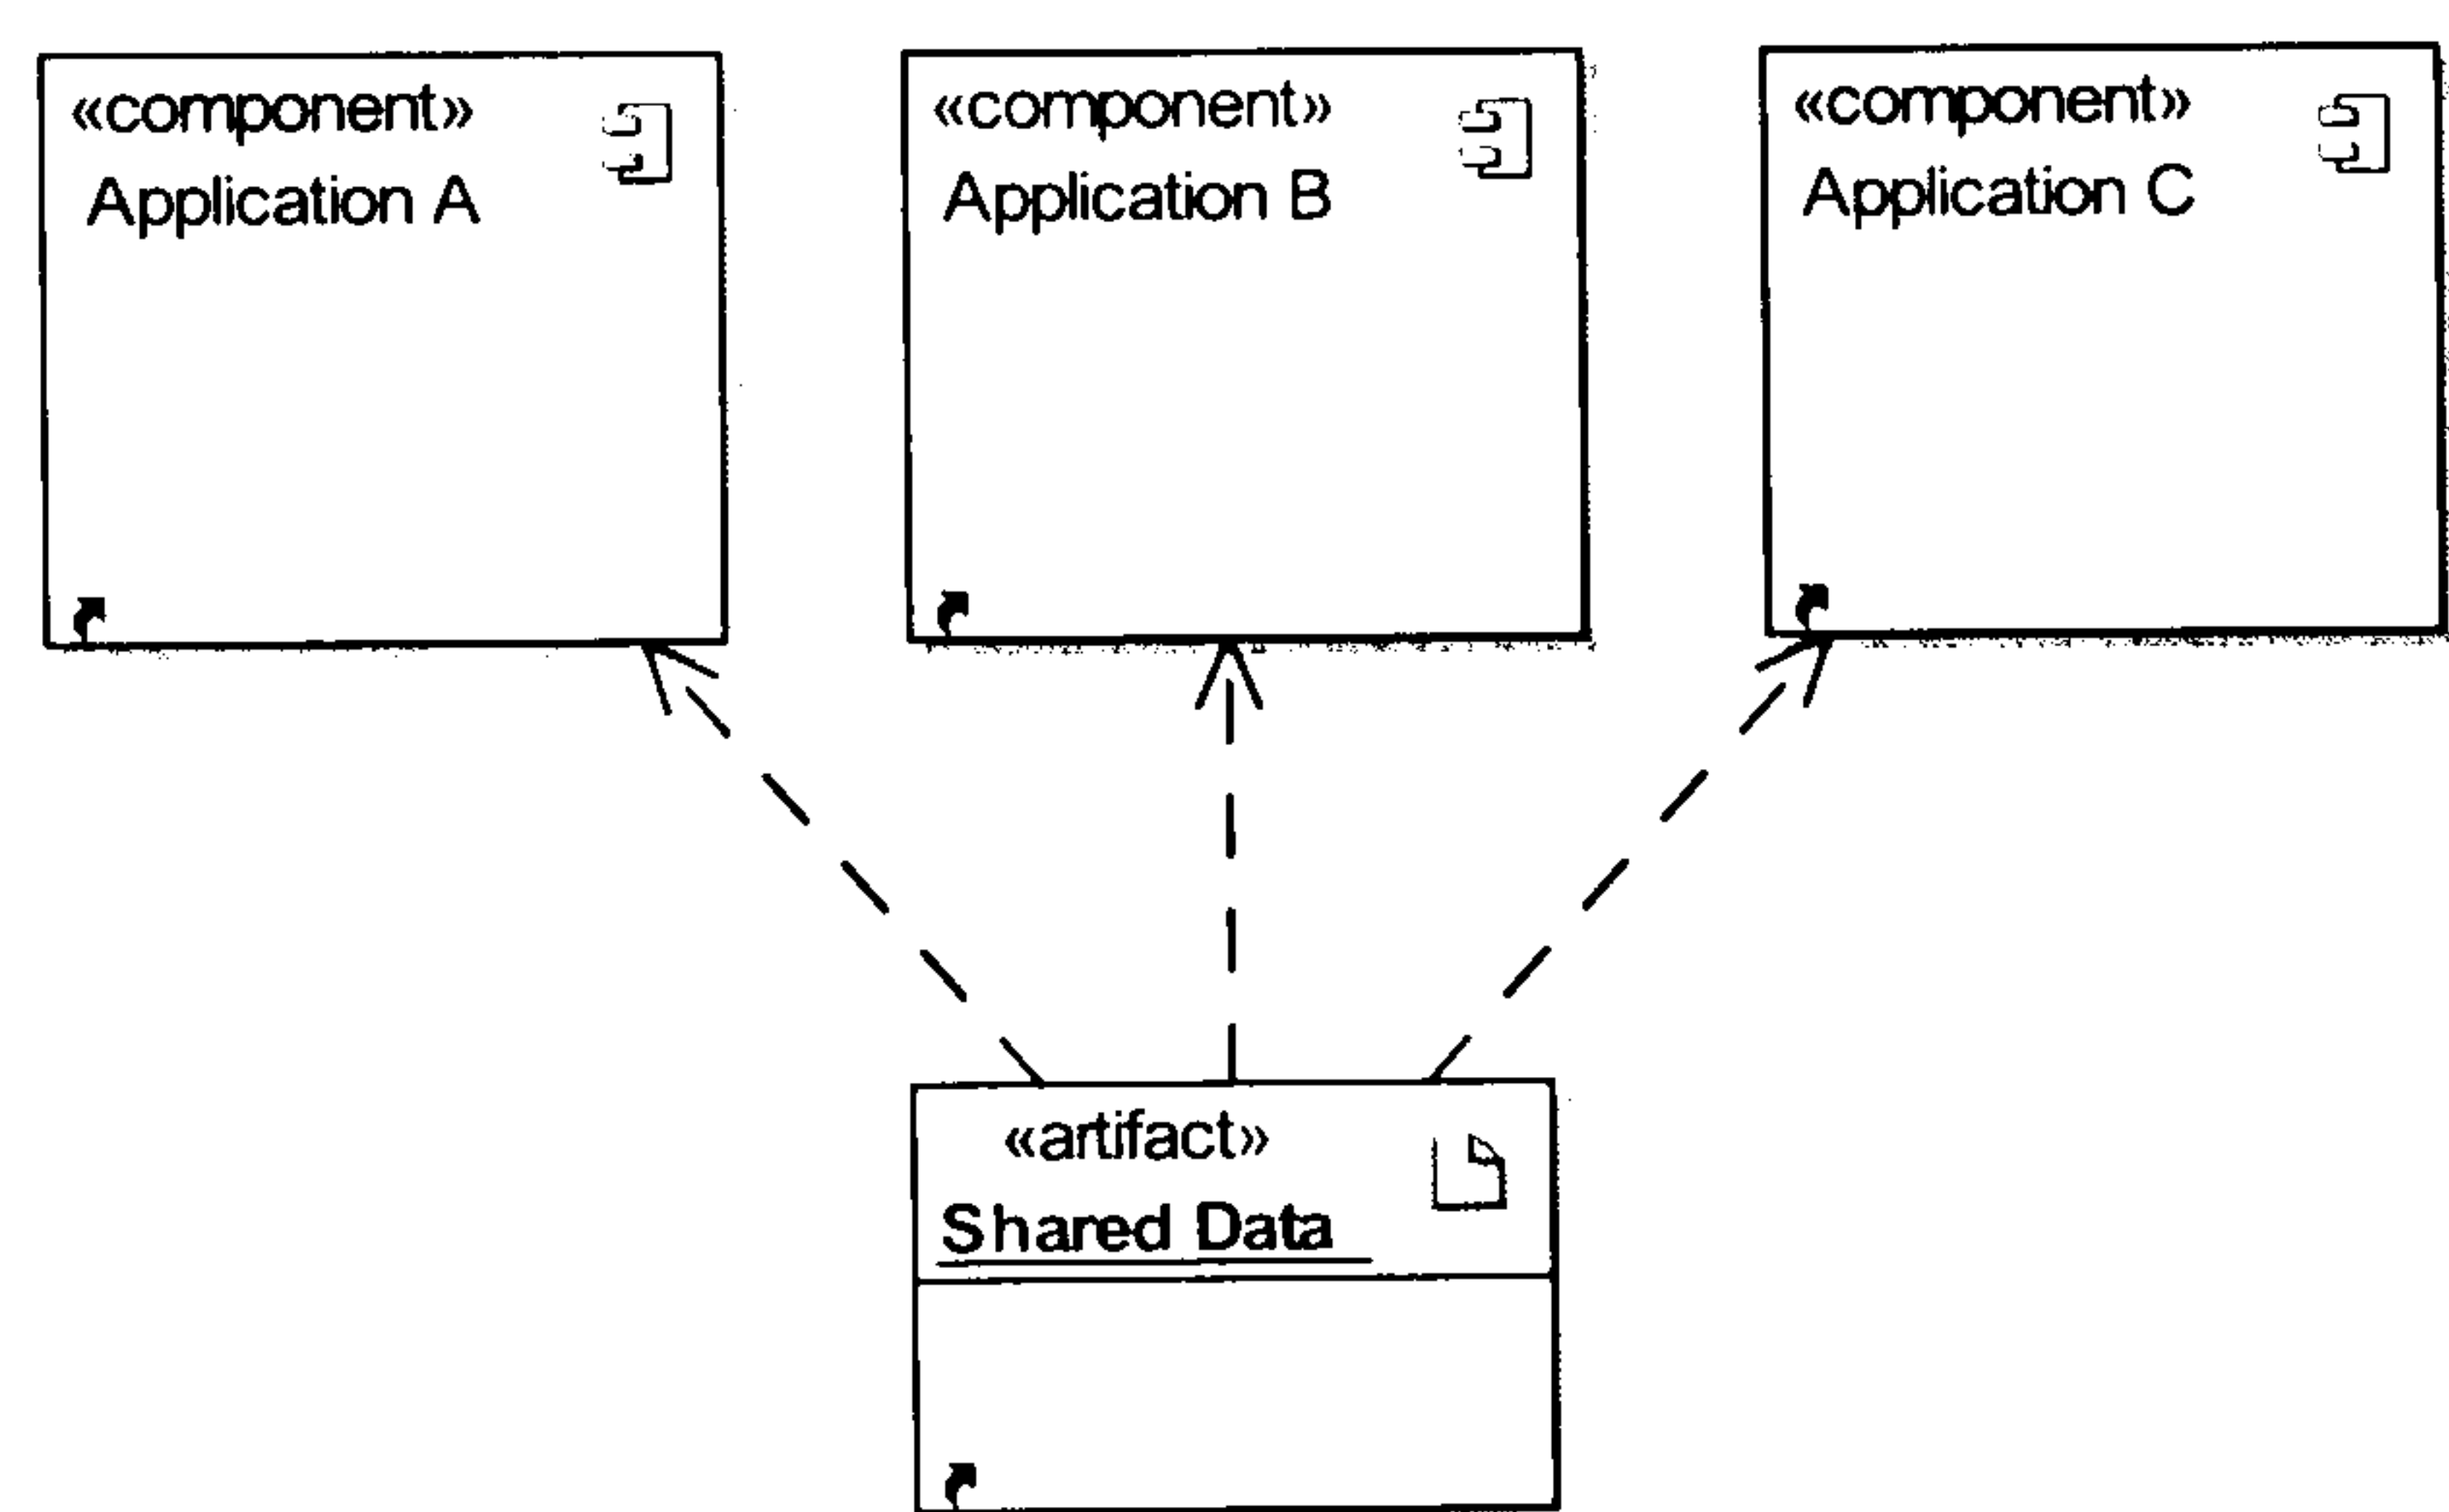 «component»
Application A
«component»
Application B
«component»
Application C
«artifact»
Shared Data